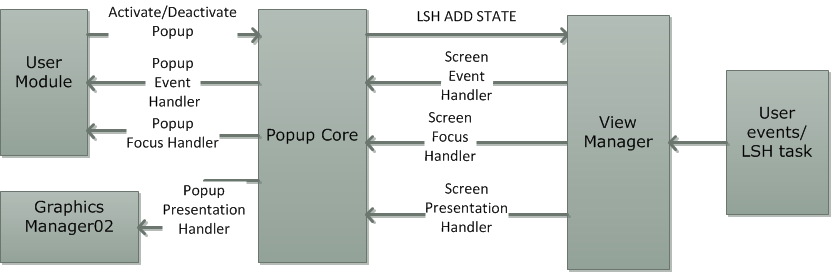 Activate/Deactivate
Popup
LSH ADD STATE
User
Module
Popup
Event
Handler
Popup
Focus Handler
Popup Core
Screen
Event
Handler
Screen
Focus
Handler
View
Manager
User
events/
LSH task
Graphics
Manager02
Popup
Presentation
Handler
Screen
Presentation
Handler